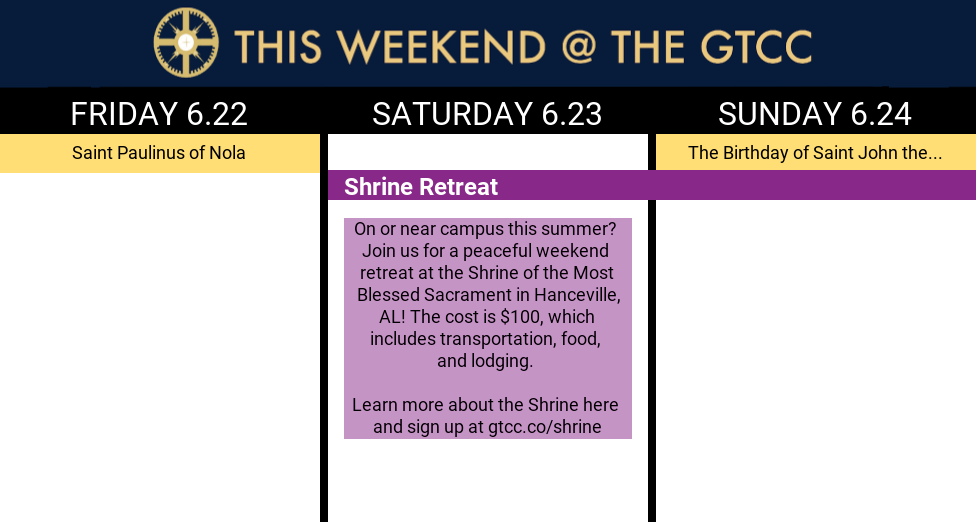 THIS WEEKEND @ THE GTCC
FRIDAY 6.22
SATURDAY 6.23
SUNDAY 6.24
Saint Paulinus of Nola
The Birthday of Saint John the...
Shrine Retreat
On or near campus this summer?
Join us for a peaceful weekend
retreat at the Shrine of the Most
Blessed Sacrament in Hanceville,
AL! The cost is $100, which
includes transportation, food,
and lodging.
Learn more about the Shrine here
and sign up at gtcc.co/shrine